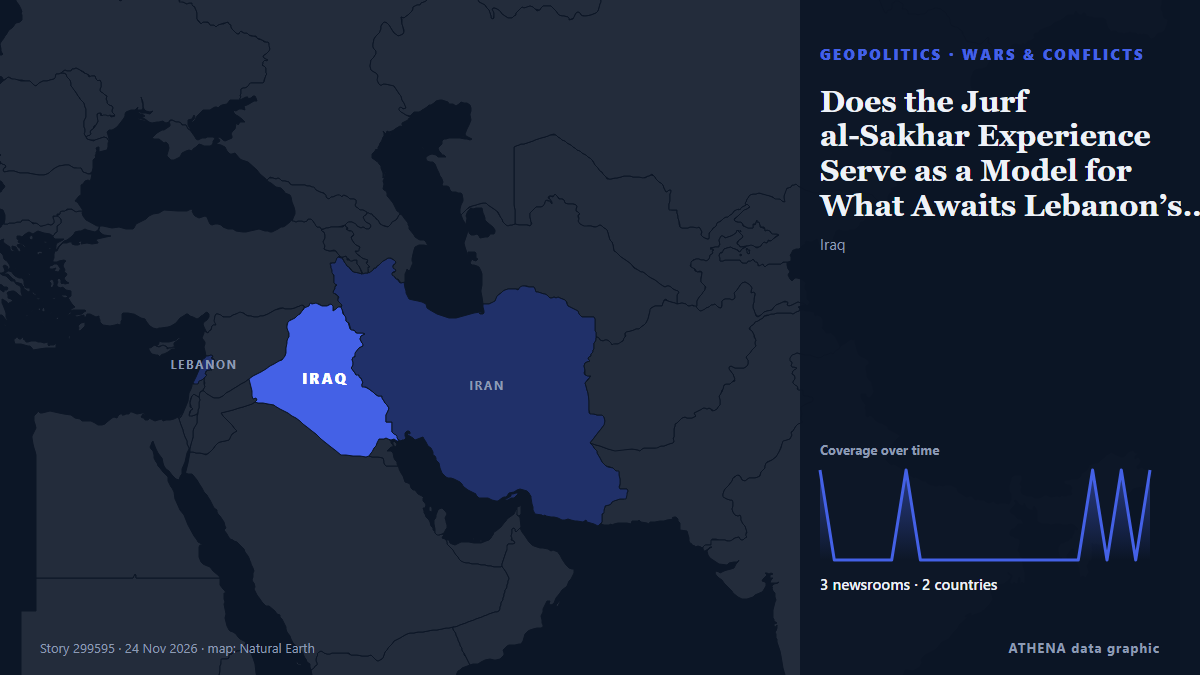 GEOPOLITICS · WARS & CONFLICTS
Does the Jurf
al-Sakhar Experience
Serve as a Model for
What Awaits Lebanon’s…
Iraq
LEBANON
IRAQ
IRAN
Coverage over time
3 newsrooms · 2 countries
Story 299595 · 24 Nov 2026 · map: Natural Earth
ATHENA data graphic